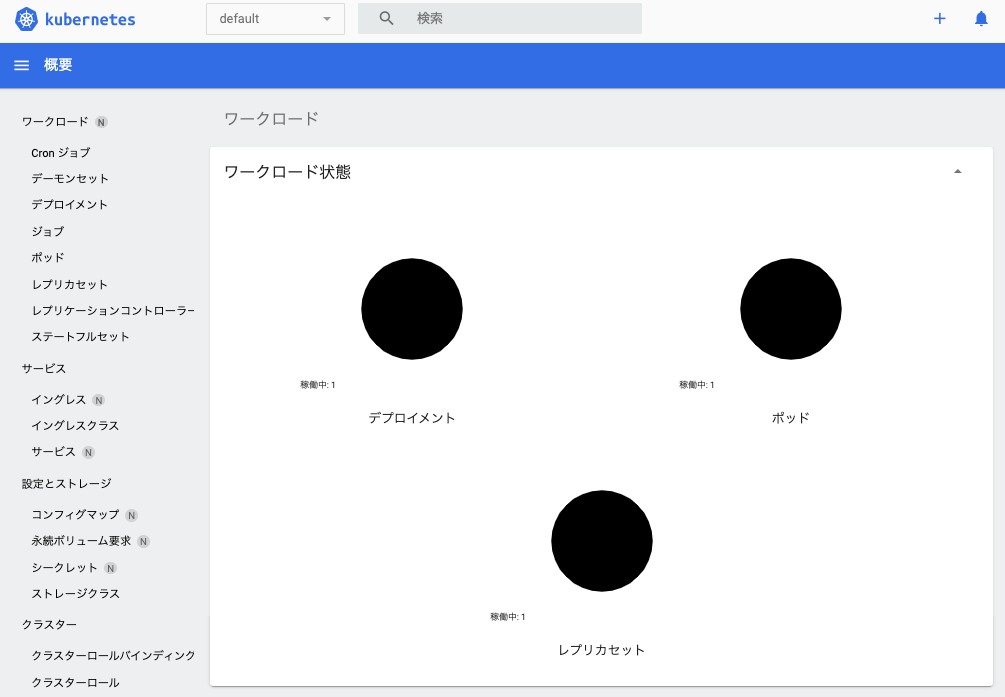 kubernetes
default
検索
概要
ワークロード N
Cron ジョブ
デーモンセット
デプロイメント
ジョブ
ポッド
レプリカセット
レプリケーションコントローラー
ステートフルセット
サービス
イングレス N
イングレスクラス
サービス N
設定とストレージ
コンフィグマップ N
永続ボリューム要求 N
シークレット N
ストレージクラス
クラスター
クラスターロールバインディング
クラスターロール
ワークロード
ワークロード状態
稼働中: 1
デプロイメント
稼働中: 1
ポッド
稼働中: 1
レプリカセット